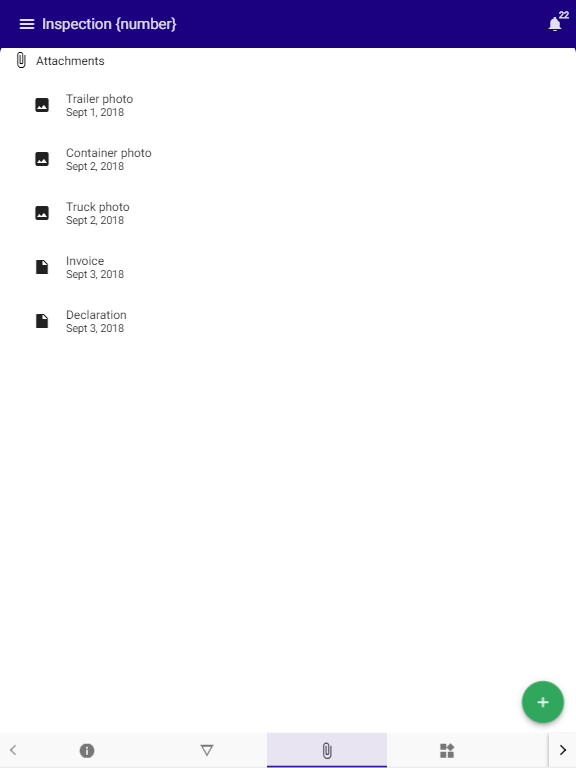 Inspection {number}
22
Attachments
Trailer photo
Sept 1, 2018
Container photo
Sept 2, 2018
Truck photo
Sept 2, 2018
Invoice
Sept 3, 2018
Declaration
Sept 3, 2018